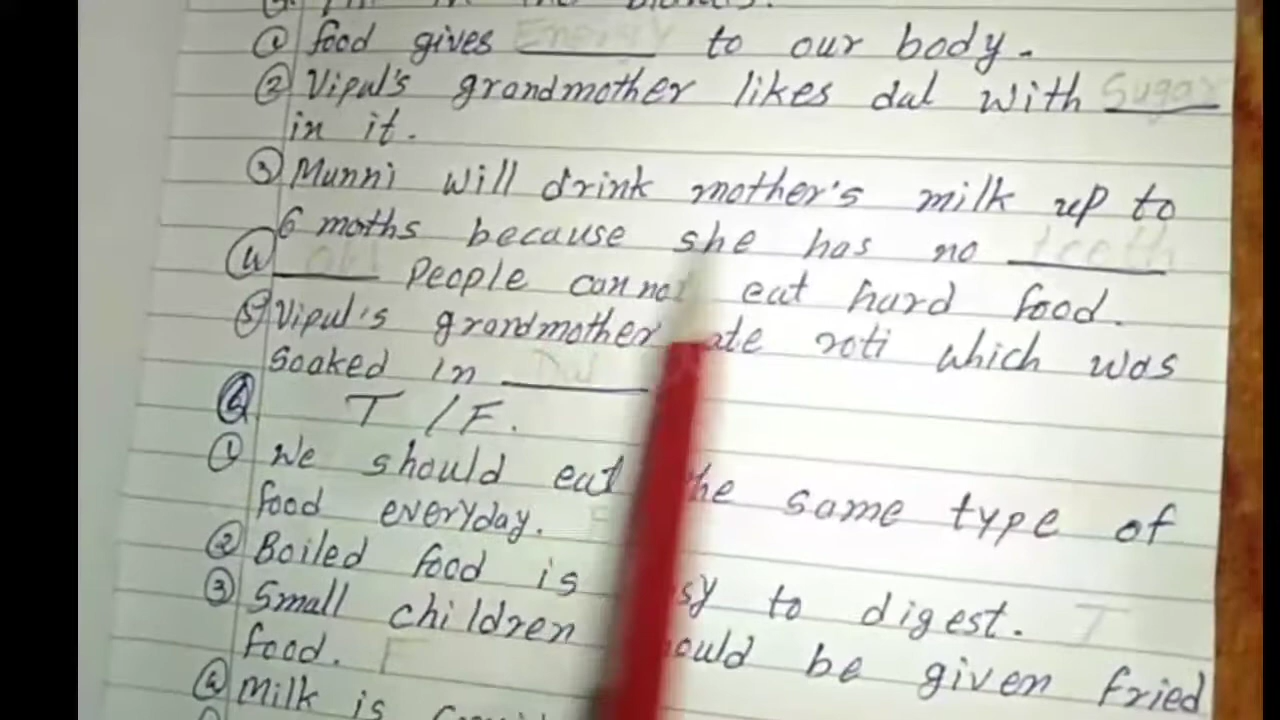 ① food gives Energy to our body.
② Vipul's grandmother likes dal with Sugar
in it.
③ Munni will drink mother's milk up to
6 moths because she has no teeth
④ old People cannot eat hard food.
⑤ Vipul's grandmother ate roti which was
Soaked in
T / F.
① We should eat the same type of
food everyday. F
② Boiled food is to digest. T
③ Small children should be given fried
food. F
④ Milk is